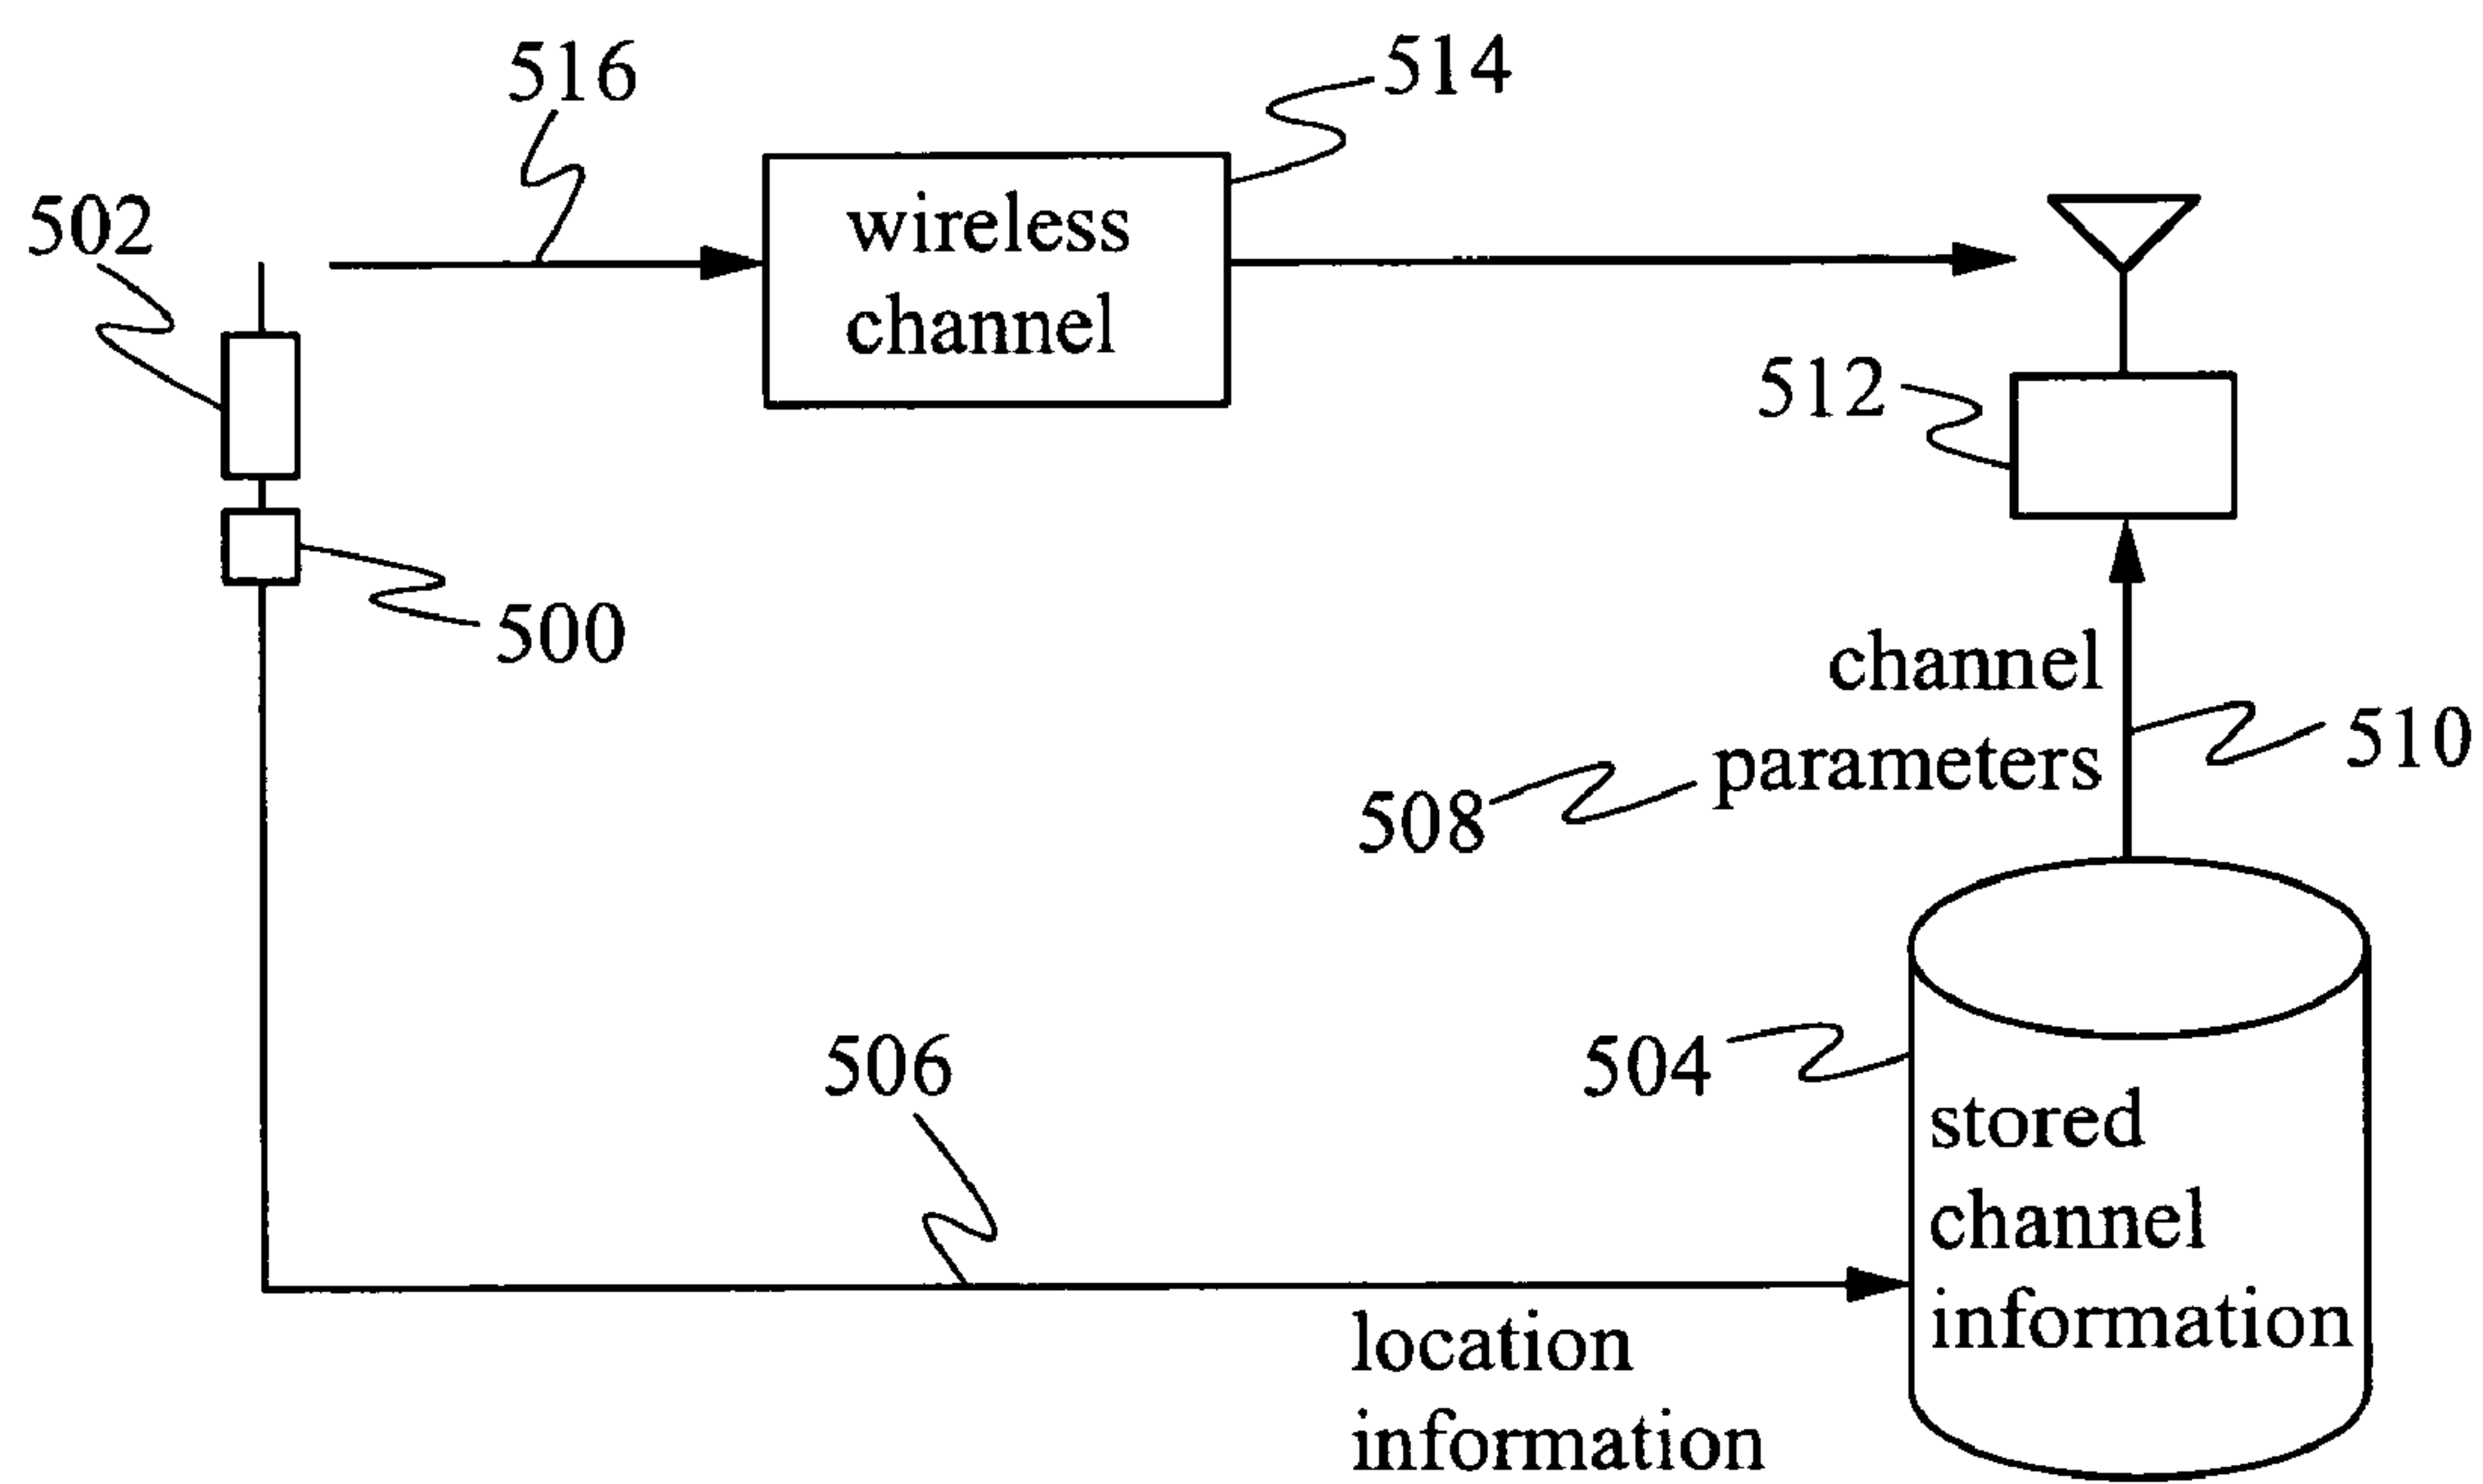 516
514
502
wireless
channel
512
500
channel
parameters
510
508
506
504
stored
channel
information
location
information